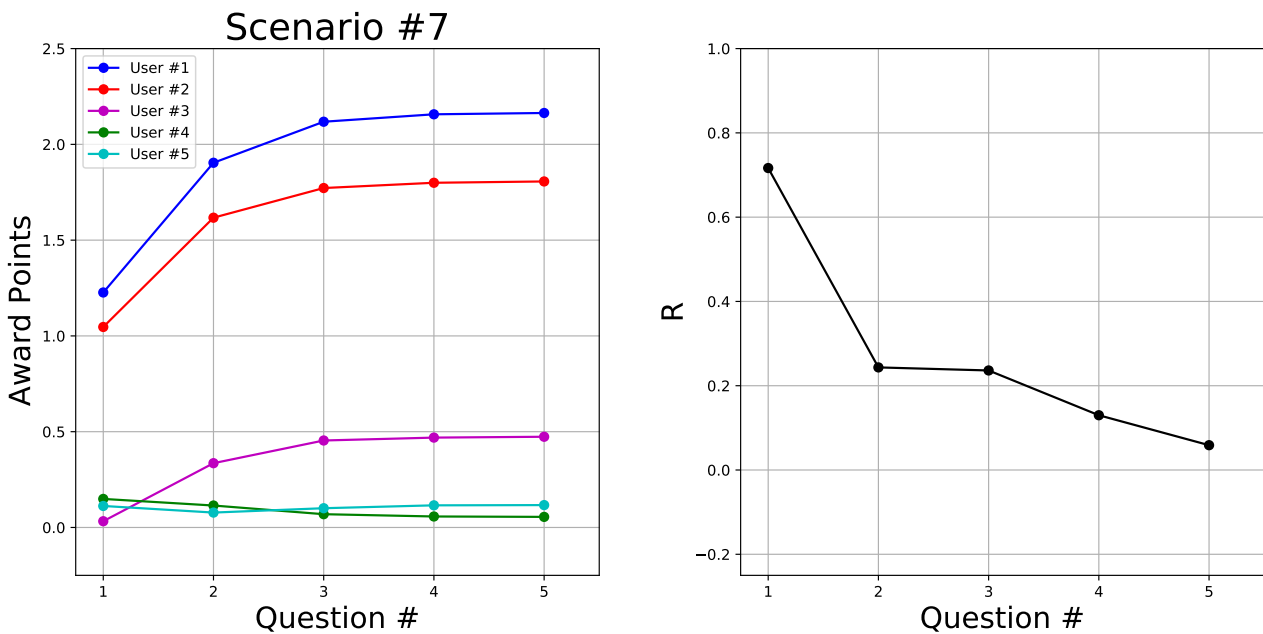 Scenario #7
User #1
User #2
User #3
User #4
User #5
Award Points
2.5
2.0
1.5
1.0
0.5
0.0
1 2 3 4 5
Question #
R
1.0
0.8
0.6
0.4
0.2
0.0
−0.2
1 2 3 4 5
Question #